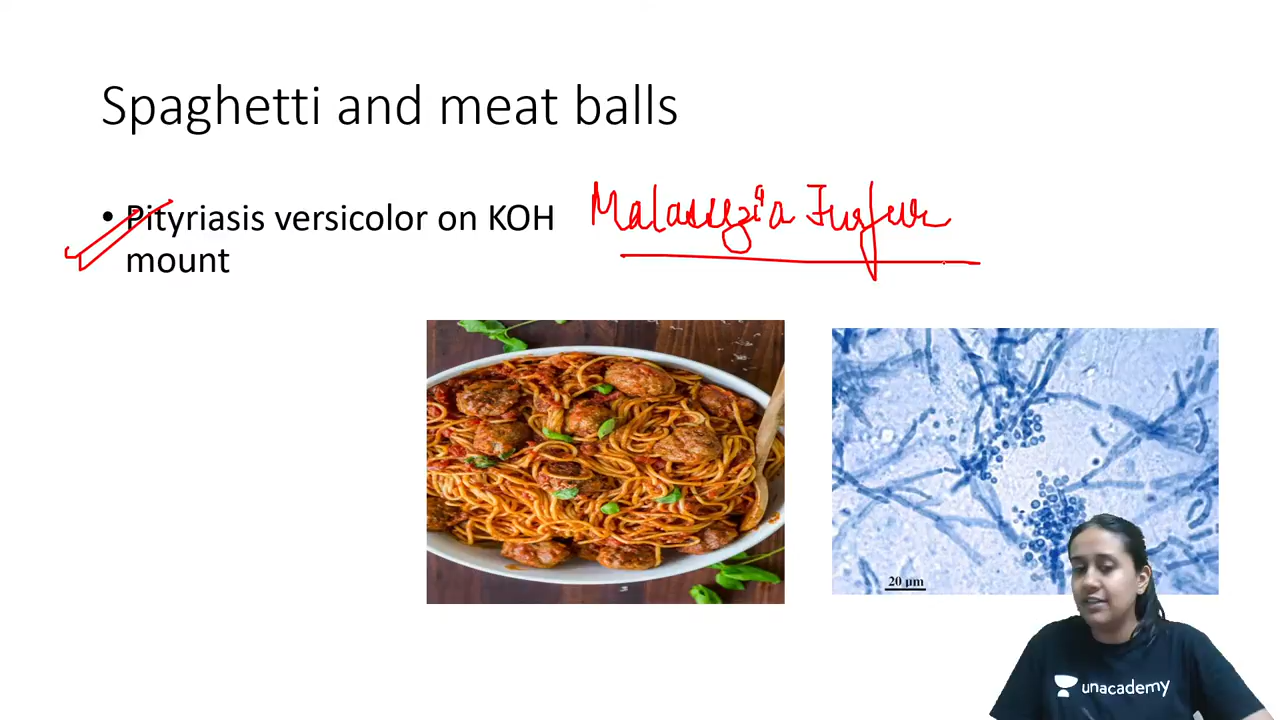 Spaghetti and meat balls
• Pityriasis versicolor on KOH
mount
Malassezia Furfur
20 µm
unacademy